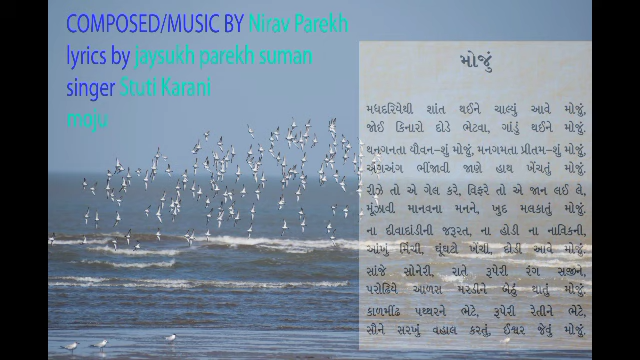 COMPOSED/MUSIC BY Nirav Parekh
lyrics by jaysukh parekh suman
singer Stuti Karani
moju
મોજું
મધદરિયેથી શાંત થઈને ચાલ્યું આવે મોજું,
જોઈ કિનારો દોડે ભેટવા, ગાંડું થઈને મોજું.
થનગનતા યૌવન-શું મોજું, મનગમતા પ્રીતમ-શું મોજું,
અંગઅંગ ભીંજાવી જાણે હાથ ખેંચતું મોજું.
રીઝે તો એ ગેલ કરે, વિફરે તો એ જાન લઈ લે,
મૂંઝાવી માનવના મનને, ખુદ મલકાતું મોજું.
ના દીવાદાંડીની જરૂરત, ના હોડી ના નાવિકની,
આંખું મિંચી, ઘૂંઘટો ખેંચી, દોડી આવે મોજું.
સાંજે સોનેરી, રાતે રૂપેરી રંગ સજીને,
પરોઢિયે આળસ મરડીને બેઠું થાતું મોજું.
કાળમીંઢ પથ્થરને ભેટે, રૂપેરી રેતીને ભેટે,
સૌને સરખું વહાલ કરતું, ઈશ્વર જેવું મોજું.